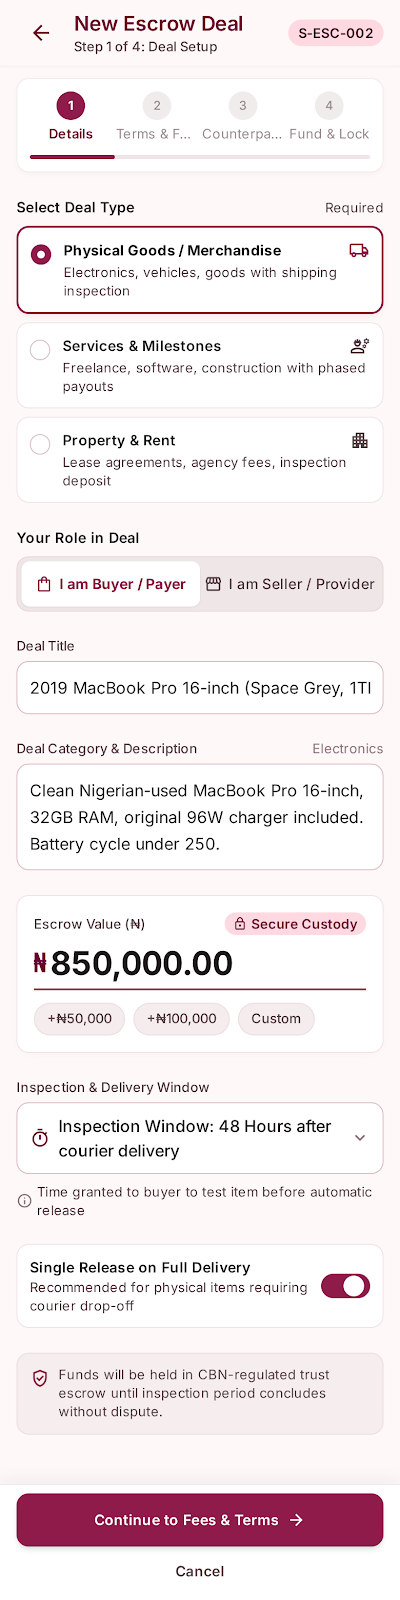 New Escrow Deal
Step 1 of 4: Deal Setup
S-ESC-002
1
2
3
4
Details
Terms & F...
Counterpa...
Fund & Lock
Select Deal Type
Required
Physical Goods / Merchandise
Electronics, vehicles, goods with shipping
inspection
Services & Milestones
Freelance, software, construction with phased
payouts
Property & Rent
Lease agreements, agency fees, inspection
deposit
Your Role in Deal
I am Buyer / Payer
I am Seller / Provider
Deal Title
2019 MacBook Pro 16-inch (Space Grey, 1T
Deal Category & Description
Electronics
Clean Nigerian-used MacBook Pro 16-inch,
32GB RAM, original 96W charger included.
Battery cycle under 250.
Escrow Value (₦)
Secure Custody
₦850,000.00
+₦50,000
+₦100,000
Custom
Inspection & Delivery Window
Inspection Window: 48 Hours after
courier delivery
Time granted to buyer to test item before automatic
release
Single Release on Full Delivery
Recommended for physical items requiring
courier drop-off
Funds will be held in CBN-regulated trust
escrow until inspection period concludes
without dispute.
Continue to Fees & Terms →
Cancel